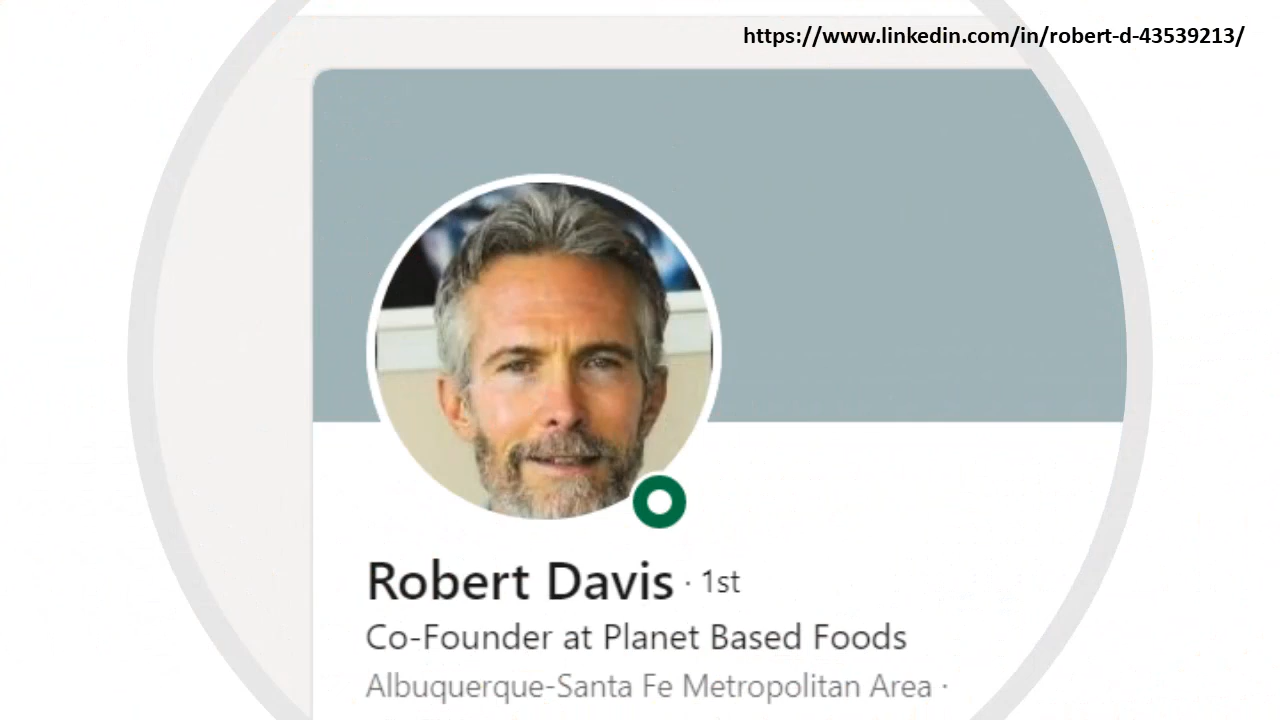 https://www.linkedin.com/in/robert-d-43539213/
Robert Davis · 1st
Co-Founder at Planet Based Foods
Albuquerque-Santa Fe Metropolitan Area ·